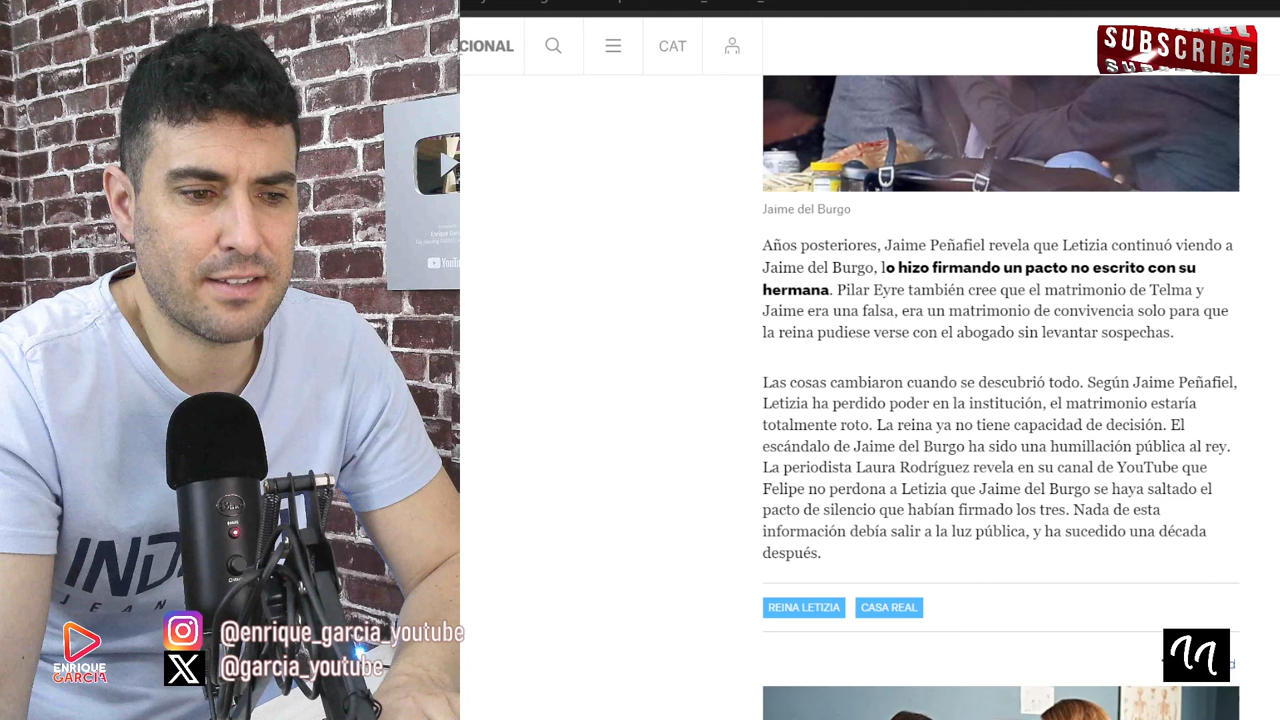 CIONAL
CAT
SUBSCRIBE
Jaime del Burgo
Años posteriores, Jaime Peñafiel revela que Letizia continuó viendo a
Jaime del Burgo, lo hizo firmando un pacto no escrito con su
hermana. Pilar Eyre también cree que el matrimonio de Telma y
Jaime era una falsa, era un matrimonio de convivencia solo para que
la reina pudiese verse con el abogado sin levantar sospechas.
Las cosas cambiaron cuando se descubrió todo. Según Jaime Peñafiel,
Letizia ha perdido poder en la institución, el matrimonio estaría
totalmente roto. La reina ya no tiene capacidad de decisión. El
escándalo de Jaime del Burgo ha sido una humillación pública al rey.
La periodista Laura Rodríguez revela en su canal de YouTube que
Felipe no perdona a Letizia que Jaime del Burgo se haya saltado el
pacto de silencio que habían firmado los tres. Nada de esta
información debía salir a la luz pública, y ha sucedido una década
después.
REINA LETIZIA
CASA REAL
IND
JEAN
@enrique_garcia_youtube
@garcia_youtube
ENRIQUE
GARCIA